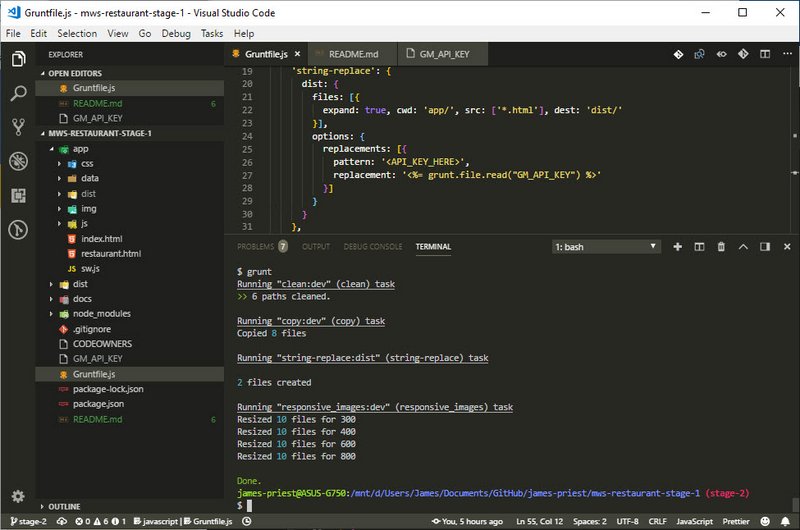 Gruntfile.js - mws-restaurant-stage-1 - Visual Studio Code
File Edit Selection View Go Debug Tasks Help
EXPLORER
OPEN EDITORS
Gruntfile.js
README.md 6
GM_API_KEY
MWS-RESTAURANT-STAGE-1
app
css
data
dist
img
js
index.html
restaurant.html
JS sw.js
dist
docs
node_modules
.gitignore
CODEOWNERS
GM_API_KEY
Gruntfile.js
package-lock.json
package.json
README.md 6
OUTLINE
Gruntfile.js README.md GM_API_KEY
19 'string-replace': {
20 dist: {
21 files: [{
22 expand: true, cwd: 'app/', src: ['*.html'], dest: 'dist/'
23 }],
24 options: {
25 replacements: [{
26 pattern: '<API_KEY_HERE>',
27 replacement: '<%= grunt.file.read("GM_API_KEY") %>'
28 }]
29 }
30 }
31 },
PROBLEMS 7 OUTPUT DEBUG CONSOLE TERMINAL 1: bash
$ grunt
Running "clean:dev" (clean) task
>> 6 paths cleaned.
Running "copy:dev" (copy) task
Copied 8 files
Running "string-replace:dist" (string-replace) task
2 files created
Running "responsive_images:dev" (responsive_images) task
Resized 10 files for 300
Resized 10 files for 400
Resized 10 files for 600
Resized 10 files for 800
Done.
james-priest@ASUS-G750:/mnt/d/Users/James/Documents/GitHub/james-priest/mws-restaurant-stage-1 (stage-2)
$
stage-2 0 6 1 javascript | Gruntfile.js You, 5 hours ago Ln 55, Col 12 Spaces: 2 UTF-8 CRLF JavaScript Prettier